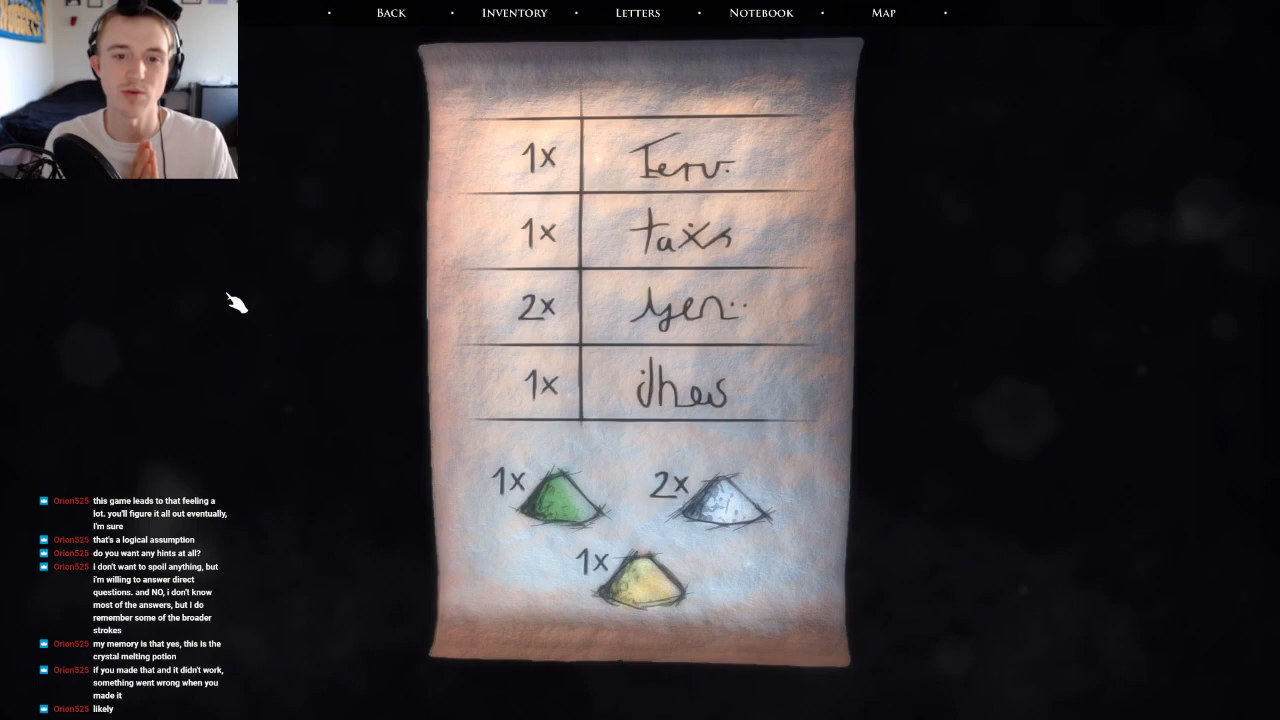 BACK INVENTORY LETTERS NOTEBOOK MAP
1x
1x taxs
2x yen..
1x
1x 2x
1x
Orion525 this game leads to that feeling a
lot. you'll figure it all out eventually,
I'm sure
Orion525 that's a logical assumption
Orion525 do you want any hints at all?
Orion525 i don't want to spoil anything, but
i'm willing to answer direct
questions. and NO, i don't know
most of the answers, but I do
remember some of the broader
strokes
Orion525 my memory is that yes, this is the
crystal melting potion
Orion525 if you made that and it didn't work,
something went wrong when you
made it
Orion525 likely